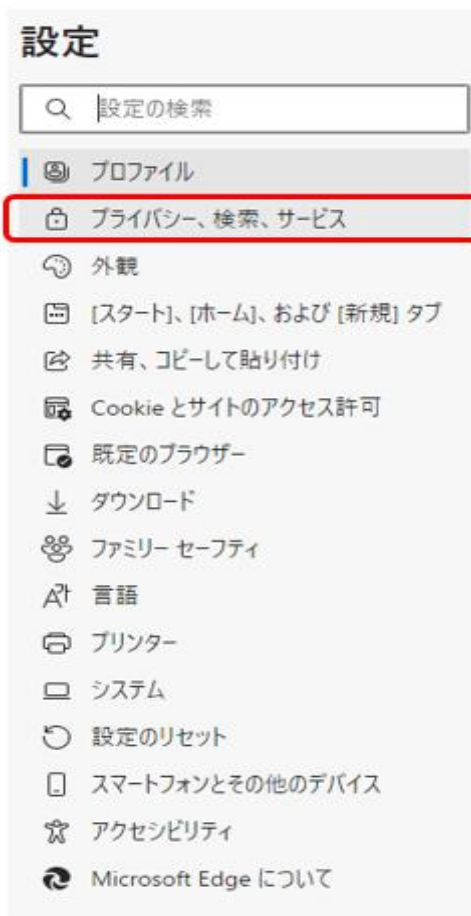 設定
設定の検索
プロファイル
プライバシー、検索、サービス
外観
[スタート]、[ホーム]、および [新規] タブ
共有、コピーして貼り付け
Cookie とサイトのアクセス許可
既定のブラウザー
ダウンロード
ファミリー セーフティ
言語
プリンター
システム
設定のリセット
スマートフォンとその他のデバイス
アクセシビリティ
Microsoft Edge について